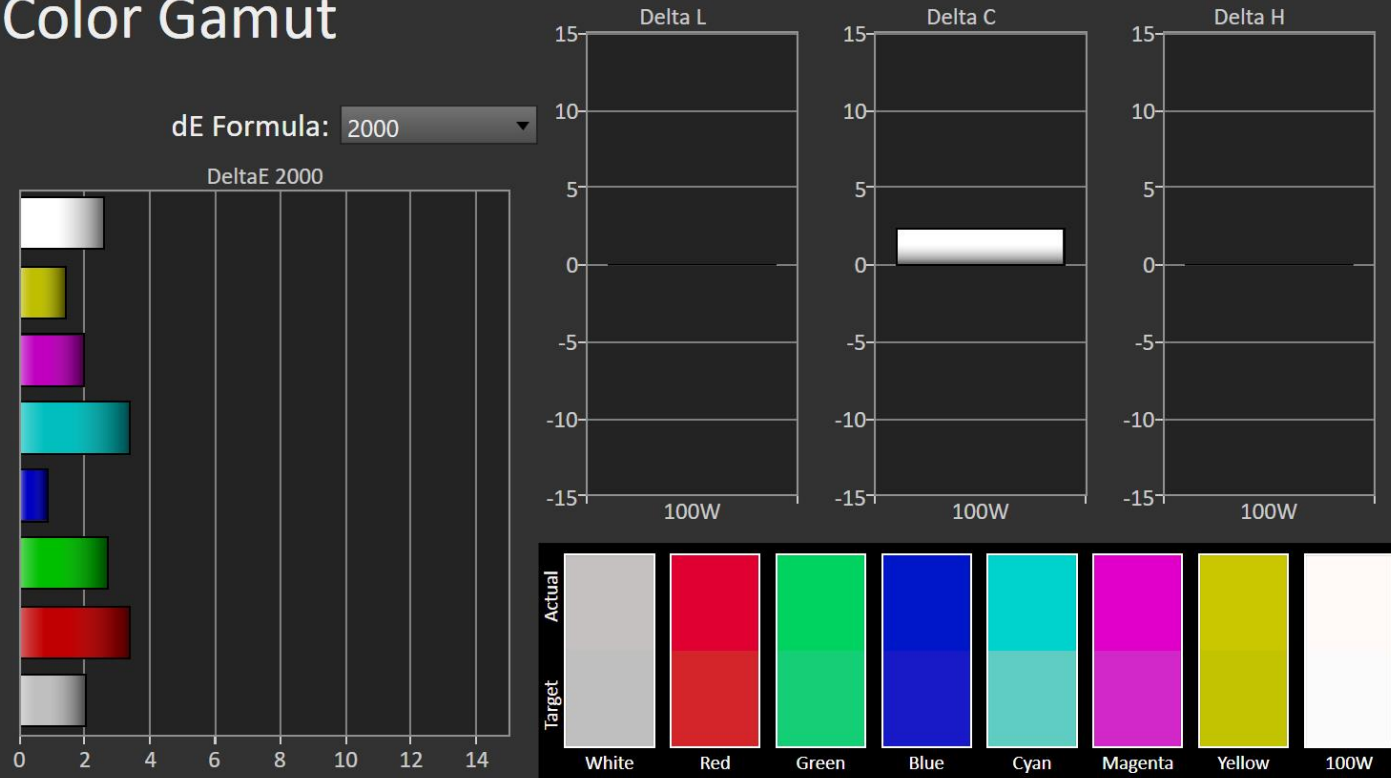 Color Gamut
dE Formula: 2000
DeltaE 2000
0 2 4 6 8 10 12 14
Delta L
15
10
5
0
-5
-10
-15
100W
Delta C
15
10
5
0
-5
-10
-15
100W
Delta H
15
10
5
0
-5
-10
-15
100W
Actual
Target
White Red Green Blue Cyan Magenta Yellow 100W